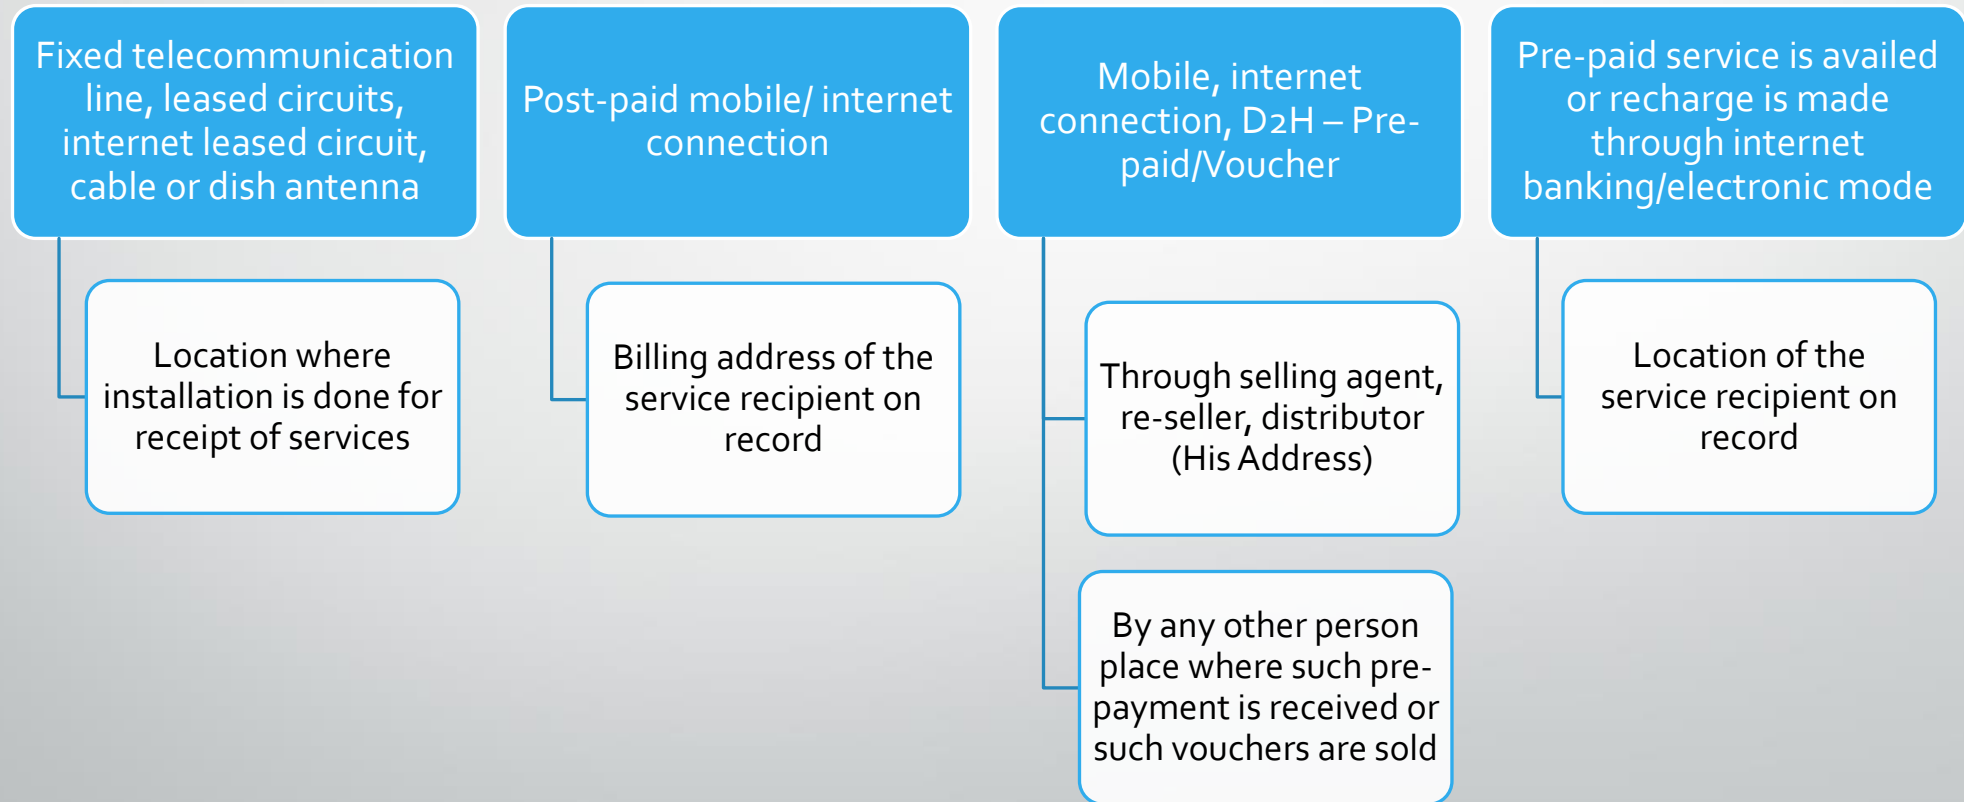 Fixed telecommunication
line, leased circuits,
internet leased circuit,
cable or dish antenna
Location where
installation is done for
receipt of services
Post-paid mobile/ internet
connection
Billing address of the
service recipient on
record
Mobile, internet
connection, D2H – Pre-
paid/Voucher
Through selling agent,
re-seller, distributor
(His Address)
By any other person
place where such pre-
payment is received or
such vouchers are sold
Pre-paid service is availed
or recharge is made
through internet
banking/electronic mode
Location of the
service recipient on
record